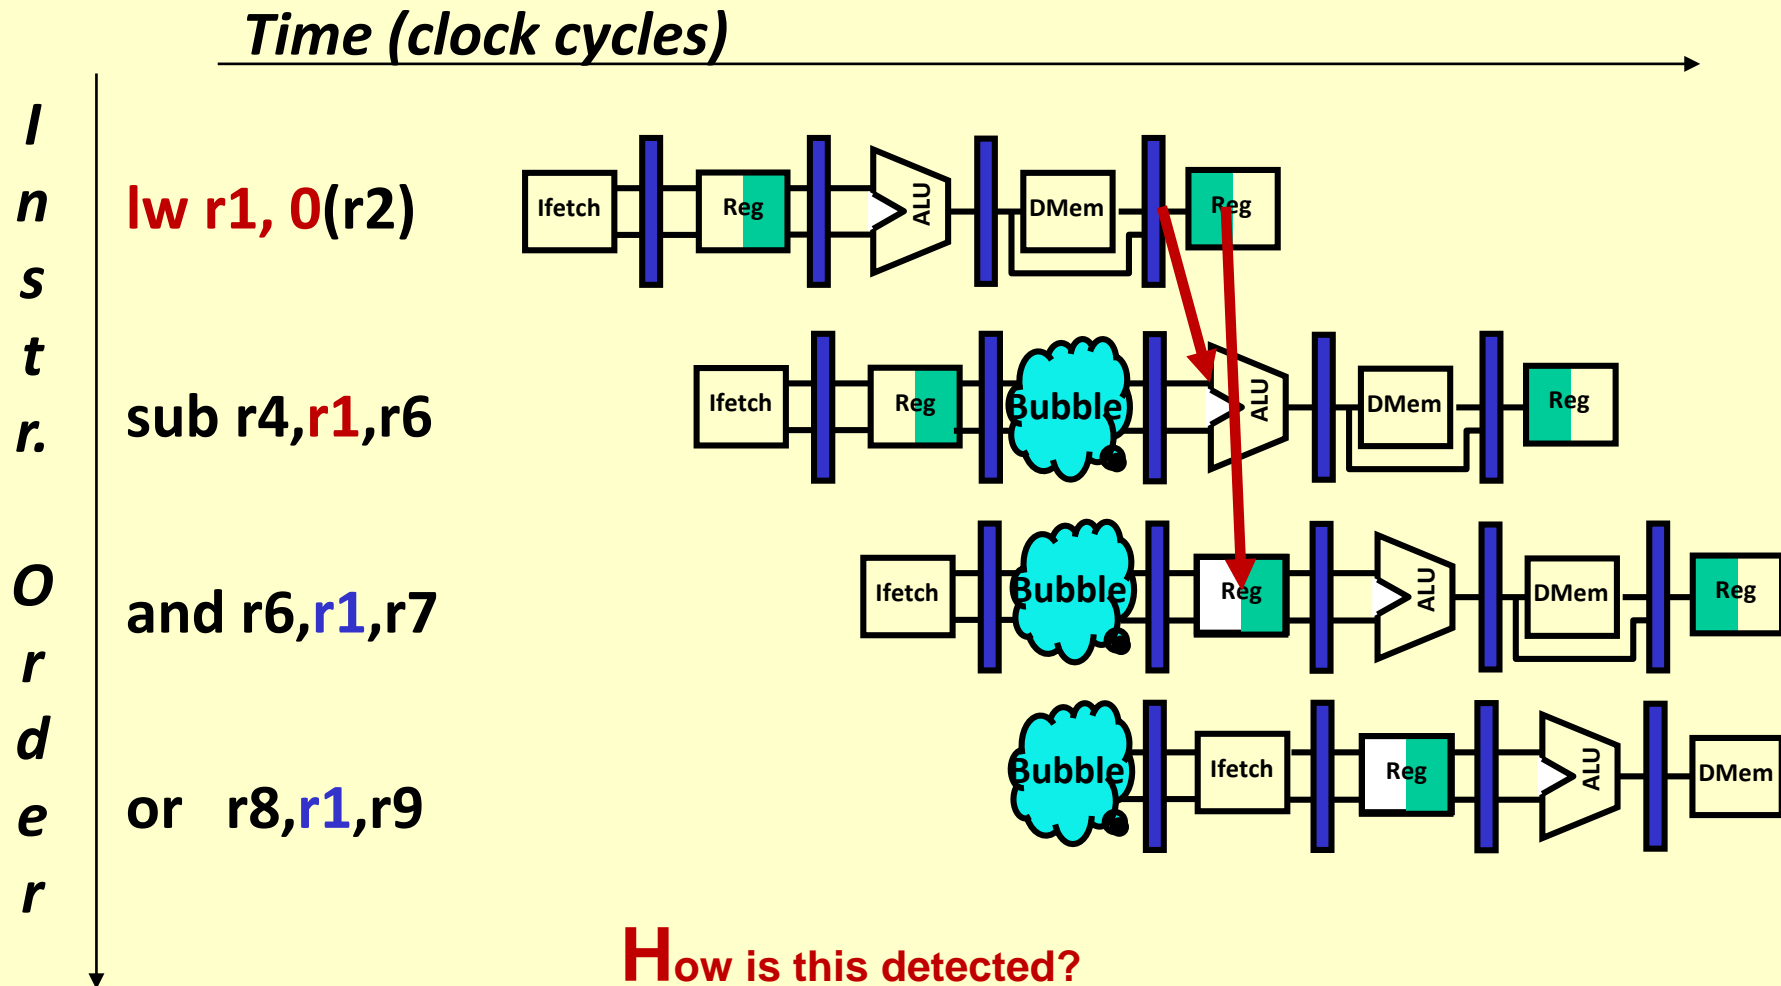 Time (clock cycles)
I
n
s
t
r.
O
r
d
e
r
lw r1, 0(r2)
Ifetch
Reg
ALU
DMem
Reg
sub r4,r1,r6
Ifetch
Reg
Bubble
ALU
DMem
Reg
and r6,r1,r7
Ifetch
Bubble
Reg
ALU
DMem
Reg
or r8,r1,r9
Bubble
Ifetch
Reg
ALU
DMem
How is this detected?